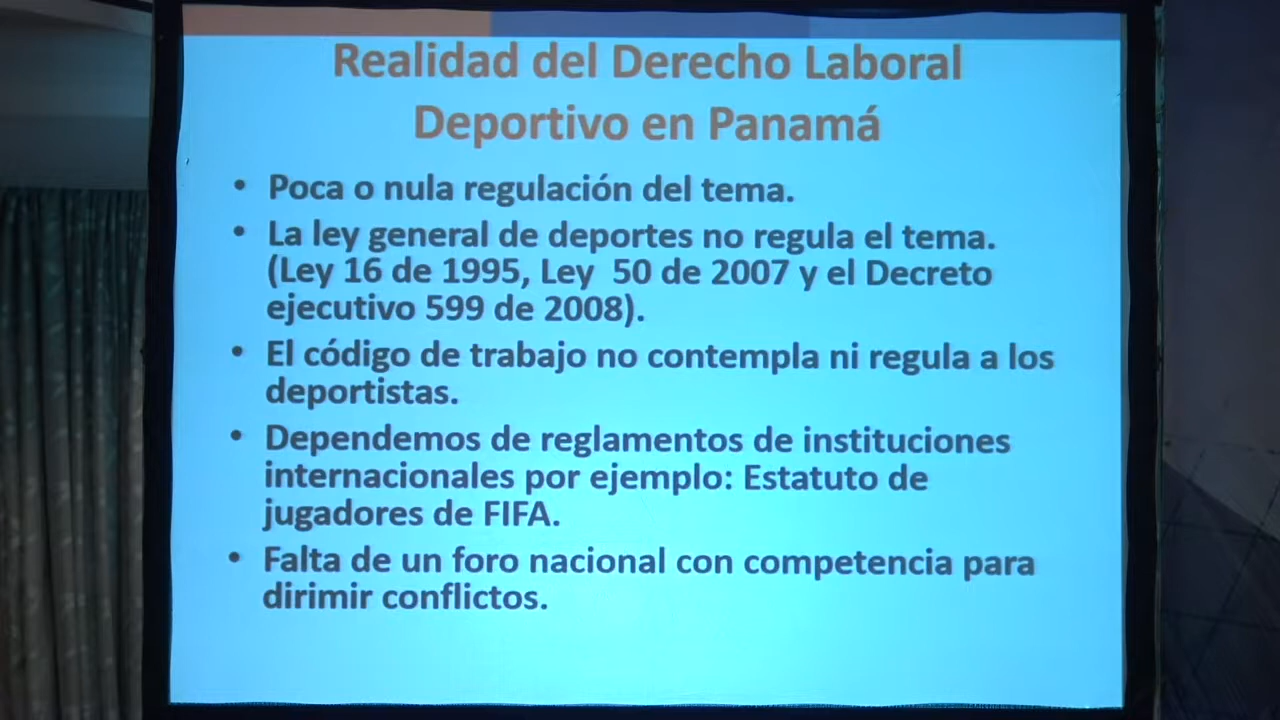 Realidad del Derecho Laboral
Deportivo en Panamá
• Poca o nula regulación del tema.
• La ley general de deportes no regula el tema.
(Ley 16 de 1995, Ley 50 de 2007 y el Decreto
ejecutivo 599 de 2008).
• El código de trabajo no contempla ni regula a los
deportistas.
• Dependemos de reglamentos de instituciones
internacionales por ejemplo: Estatuto de
jugadores de FIFA.
• Falta de un foro nacional con competencia para
dirimir conflictos.